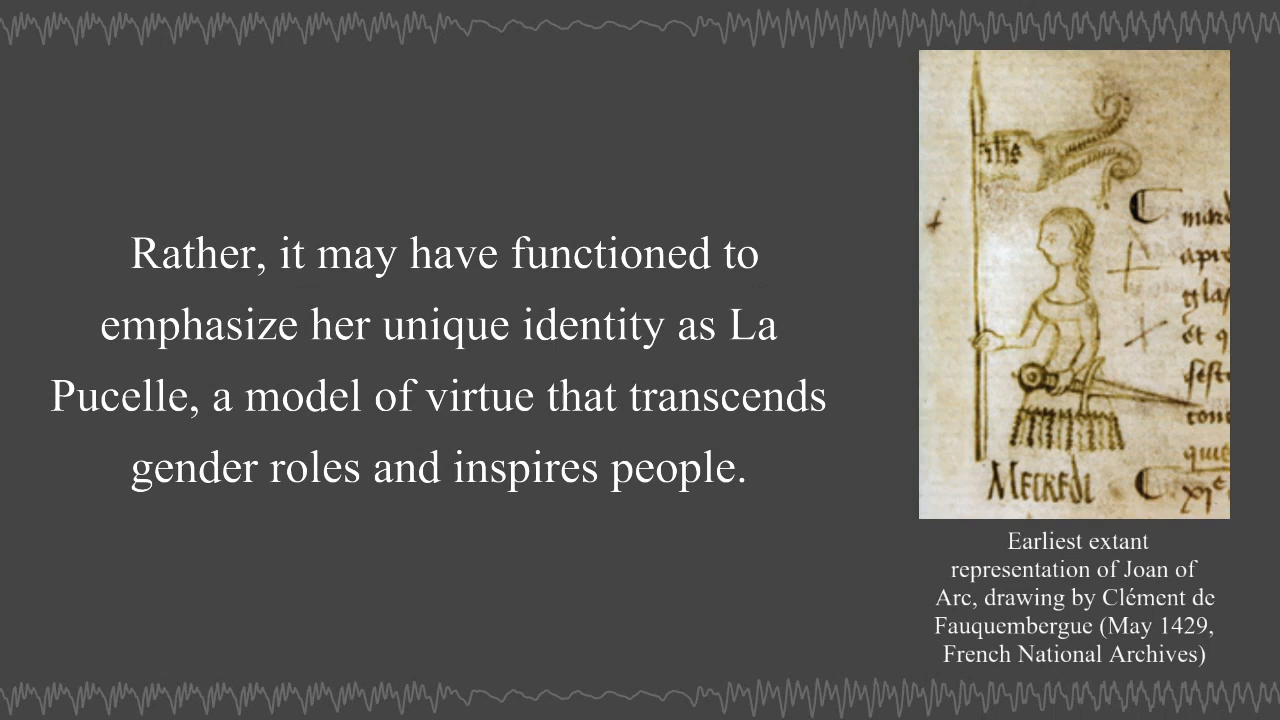 Rather, it may have functioned to
emphasize her unique identity as La
Pucelle, a model of virtue that transcends
gender roles and inspires people.
ihs
Mecredi
Earliest extant
representation of Joan of
Arc, drawing by Clément de
Fauquembergue (May 1429,
French National Archives)